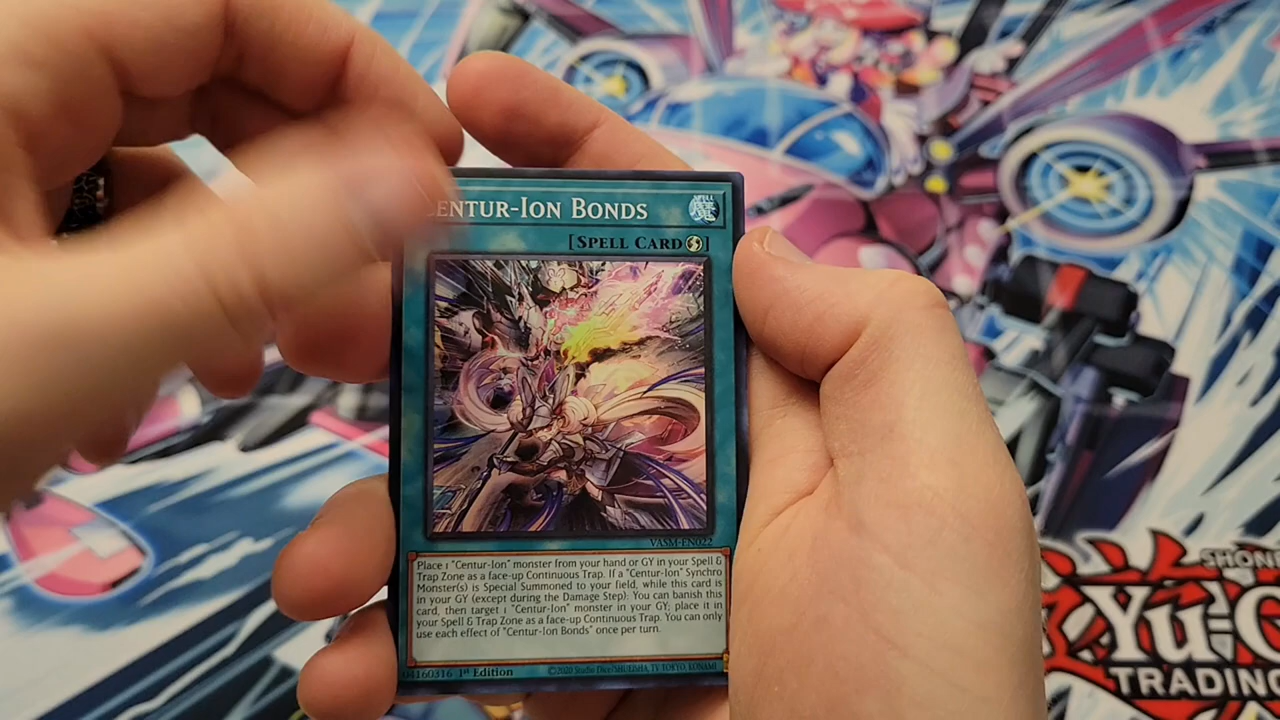 Centur-Ion Bonds
SPELL
[Spell Card]
VASM-EN022
Place 1 "Centur-Ion" monster from your hand or GY in your Spell &
Trap Zone as a face-up Continuous Trap. If a "Centur-Ion" Synchro
Monster(s) is Special Summoned to your field, while this card is
in your GY (except during the Damage Step): You can banish this
card, then target 1 "Centur-Ion" monster in your GY; place it in
your Spell & Trap Zone as a face-up Continuous Trap. You can only
use each effect of "Centur-Ion Bonds" once per turn.
04160316 1st Edition ©2020 Studio Dice/SHUEISHA, TV TOKYO, KONAMI
SHON
Yu-G
TRADING